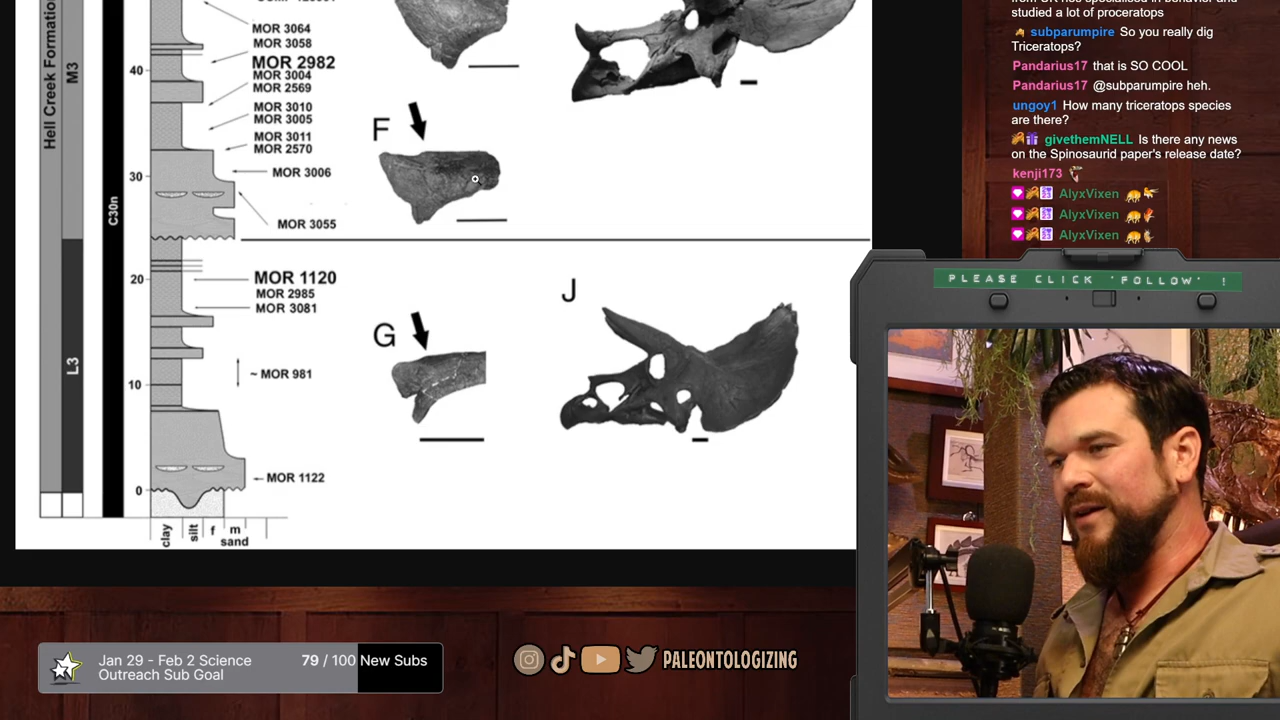 Hell Creek Formatio
M3
L3
C30n
40
30
20
10
0
MOR 3064
MOR 3058
MOR 2982
MOR 3004
MOR 2569
MOR 3010
MOR 3005
MOR 3011
MOR 2570
MOR 3006
MOR 3055
MOR 1120
MOR 2985
MOR 3081
~ MOR 981
MOR 1122
clay
silt
f
m
sand
F
G
J
studied a lot of proceratops
subparumpire So you really dig
Triceratops?
Pandarius17 that is SO COOL
Pandarius17 @subparumpire heh.
ungoy1 How many triceratops species
are there?
givethemNELL Is there any news
on the Spinosaurid paper's release date?
kenji173
AlyxVixen
AlyxVixen
AlyxVixen
PLEASE CLICK 'FOLLOW' !
Jan 29 - Feb 2 Science
Outreach Sub Goal
79 / 100 New Subs
PALEONTOLOGIZING